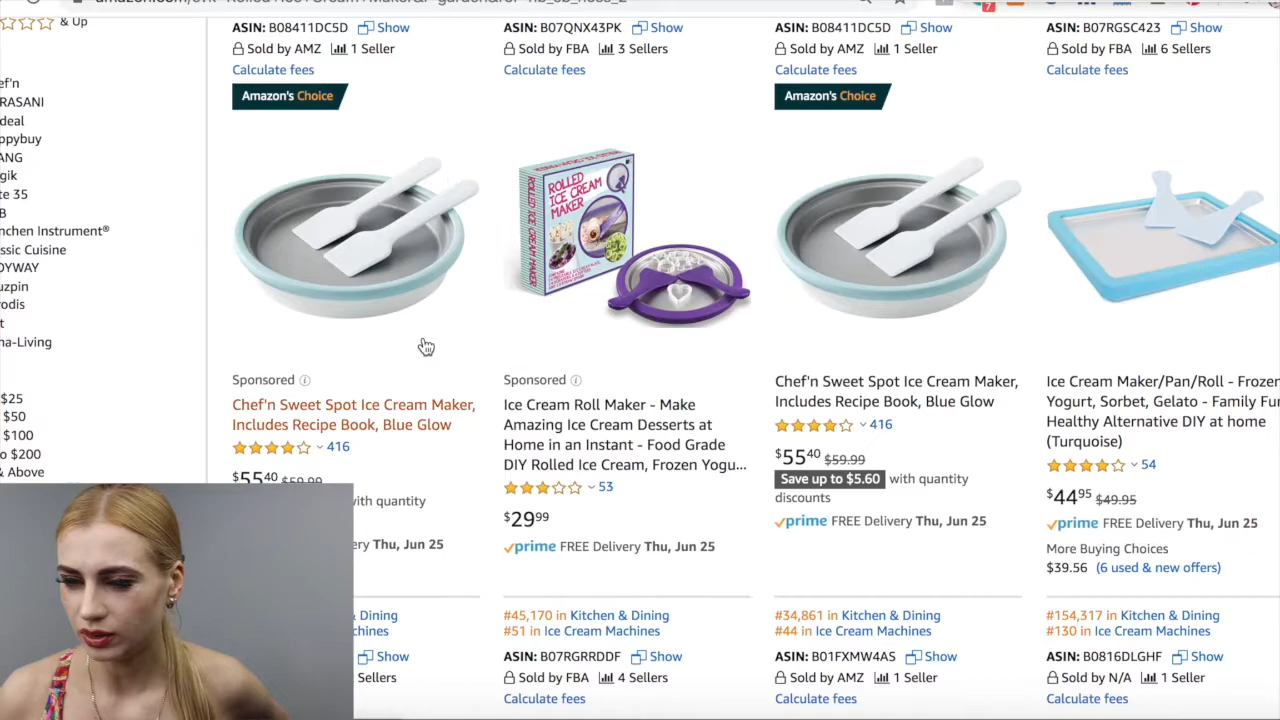 & Up
ASIN: B08411DC5D Show
Sold by AMZ 1 Seller
Calculate fees
Amazon's Choice
ASIN: B07QNX43PK Show
Sold by FBA 3 Sellers
Calculate fees
ASIN: B08411DC5D Show
Sold by AMZ 1 Seller
Calculate fees
Amazon's Choice
ASIN: B07RGSC423 Show
Sold by FBA 6 Sellers
Calculate fees
ef'n
RASANI
deal
ppybuy
ANG
gik
te 35
B
nchen Instrument®
ssic Cuisine
OYWAY
uzpin
odis
t
na-Living
$25
$50
$100
o $200
& Above
ROLLED
ICE CREAM
MAKER
ROLLED ICE CREAM MAKER
Sponsored
Chef'n Sweet Spot Ice Cream Maker,
Includes Recipe Book, Blue Glow
416
$55 40 $59.99
with quantity
ery Thu, Jun 25
Kitchen & Dining
chines
Show
Sellers
Sponsored
Ice Cream Roll Maker - Make
Amazing Ice Cream Desserts at
Home in an Instant - Food Grade
DIY Rolled Ice Cream, Frozen Yogu...
53
$29 99
prime FREE Delivery Thu, Jun 25
#45,170 in Kitchen & Dining
#51 in Ice Cream Machines
ASIN: B07RGRRDDF Show
Sold by FBA 4 Sellers
Calculate fees
Chef'n Sweet Spot Ice Cream Maker,
Includes Recipe Book, Blue Glow
416
$55 40 $59.99
Save up to $5.60 with quantity
discounts
prime FREE Delivery Thu, Jun 25
#34,861 in Kitchen & Dining
#44 in Ice Cream Machines
ASIN: B01FXMW4AS Show
Sold by AMZ 1 Seller
Calculate fees
Ice Cream Maker/Pan/Roll - Frozen
Yogurt, Sorbet, Gelato - Family Fun
Healthy Alternative DIY at home
(Turquoise)
54
$44 95 $49.95
prime FREE Delivery Thu, Jun 25
More Buying Choices
$39.56 (6 used & new offers)
#154,317 in Kitchen & Dining
#130 in Ice Cream Machines
ASIN: B0816DLGHF Show
Sold by N/A 1 Seller
Calculate fees